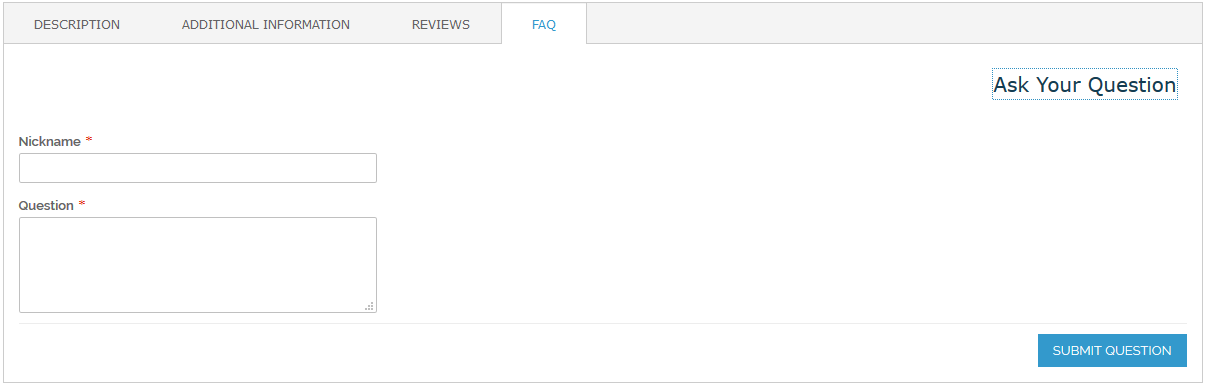 DESCRIPTION ADDITIONAL INFORMATION REVIEWS FAQ
Ask Your Question
Nickname *
Question *
SUBMIT QUESTION